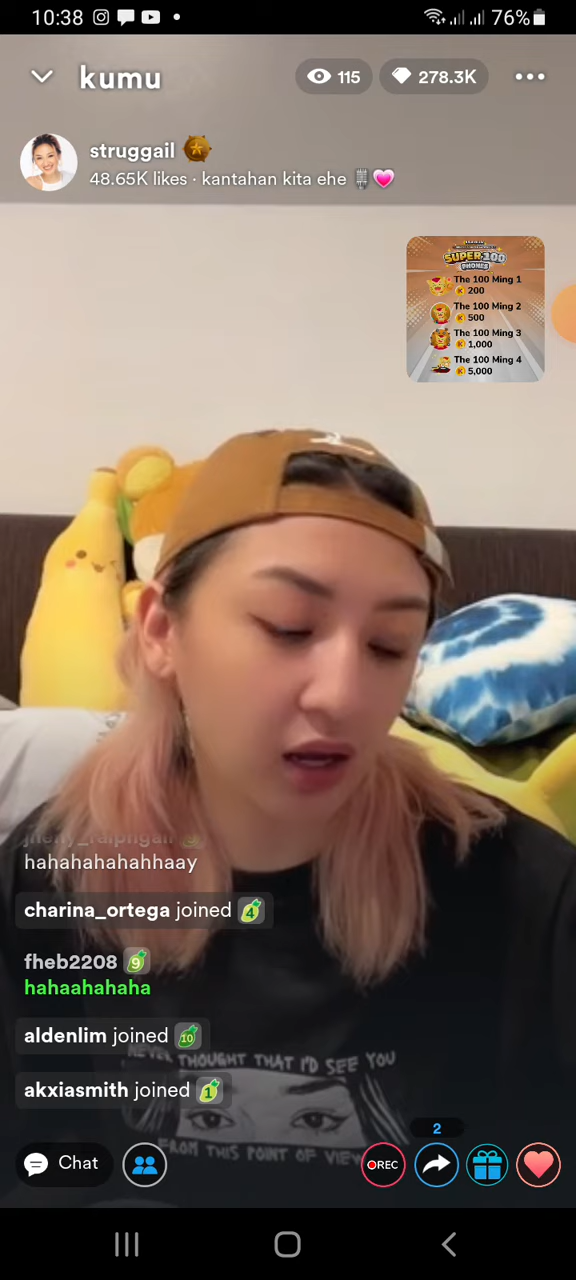 10:38
76%
kumu
115
278.3K
struggail
48.65K likes · kantahan kita ehe
SUPER 100
PHONES
The 100 Ming 1
200
The 100 Ming 2
500
The 100 Ming 3
1,000
The 100 Ming 4
5,000
hahahahahahhaay
charina_ortega joined 4
fheb2208 9
hahaahahaha
aldenlim joined 10
akxiasmith joined 1
NEVER THOUGHT THAT I'D SEE YOU
FROM THIS POINT OF VIEW
2
Chat
REC